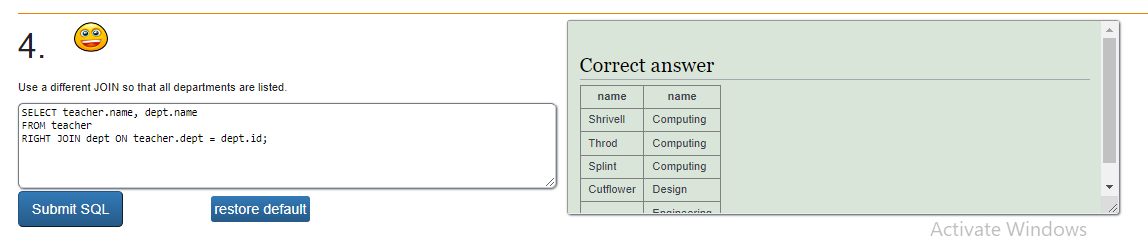 4.
Use a different JOIN so that all departments are listed.
SELECT teacher.name, dept.name
FROM teacher
RIGHT JOIN dept ON teacher.dept = dept.id;
Submit SQL
restore default
Correct answer
name name
Shrivell Computing
Throd Computing
Splint Computing
Cutflower Design
Engineering
Activate Windows